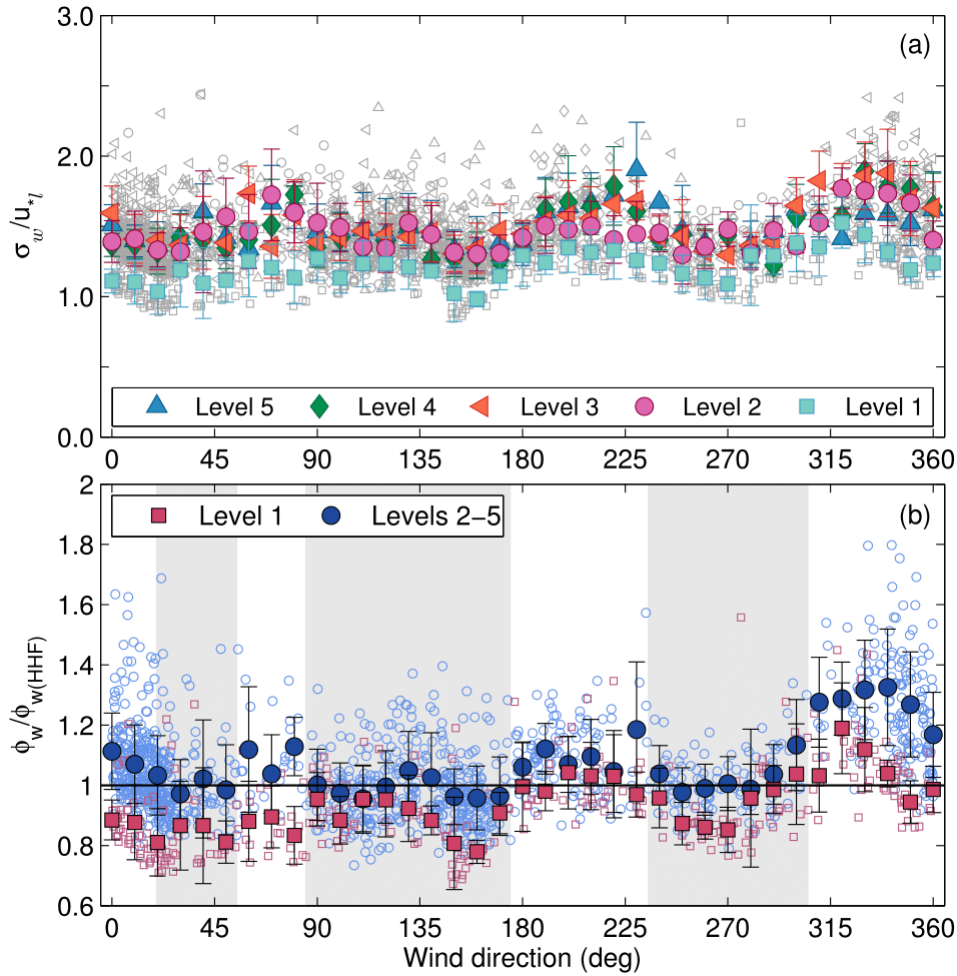 (a)
3.0
2.0
1.0
0.0
σw/u*l
Level 5 Level 4 Level 3 Level 2 Level 1
0 45 90 135 180 225 270 315 360
(b)
2
1.8
1.6
1.4
1.2
1
0.8
0.6
ϕw/ϕw(HHF)
Level 1 Levels 2−5
0 45 90 135 180 225 270 315 360
Wind direction (deg)